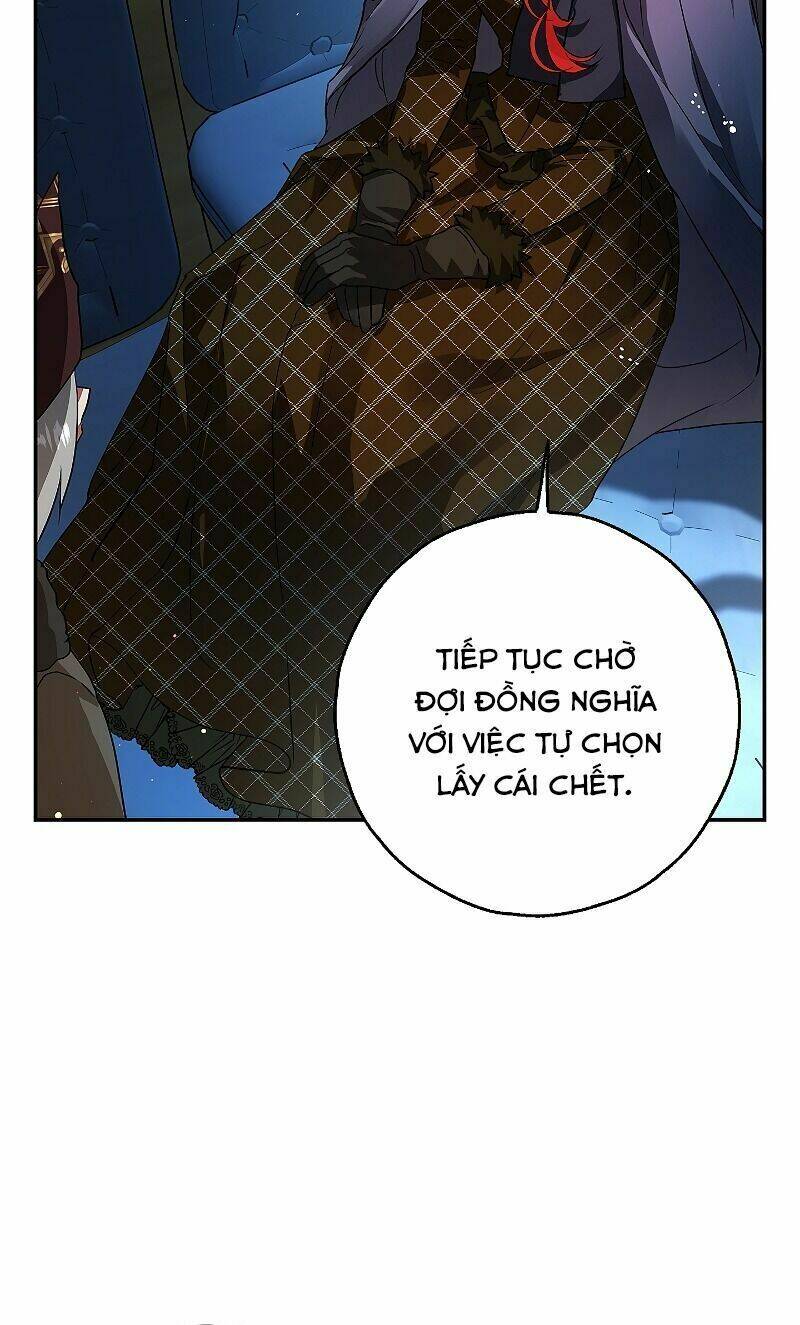 TIẾP TỤC CHỜ
ĐỢI ĐỒNG NGHĨA
VỚI VIỆC TỰ CHỌN
LẤY CÁI CHẾT.